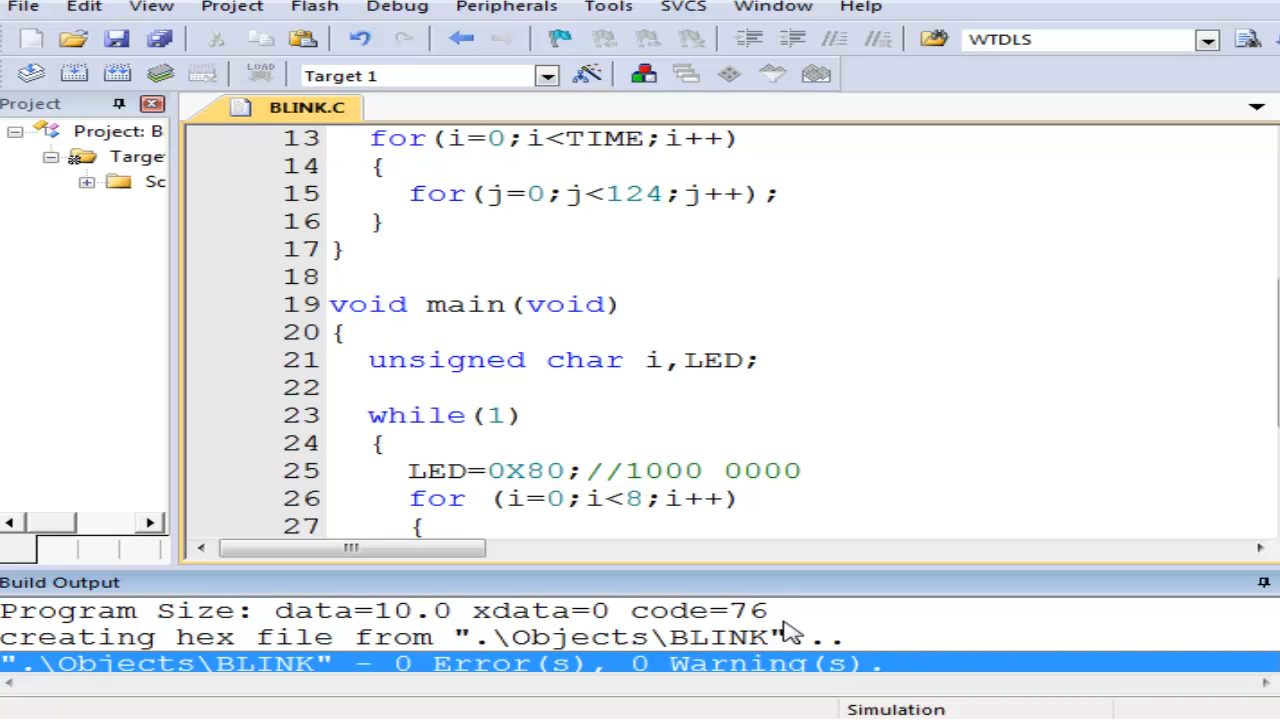 File Edit View Project Flash Debug Peripherals Tools SVCS Window Help
WTDLS
LOAD Target 1
Project
BLINK.C
Project: B
Targe
Sc
13 for(i=0;i<TIME;i++)
14 {
15 for(j=0;j<124;j++);
16 }
17 }
18
19 void main(void)
20 {
21 unsigned char i,LED;
22
23 while(1)
24 {
25 LED=0X80;//1000 0000
26 for (i=0;i<8;i++)
27 {
Build Output
Program Size: data=10.0 xdata=0 code=76
creating hex file from ".\Objects\BLINK"...
".\Objects\BLINK" - 0 Error(s), 0 Warning(s).
Simulation